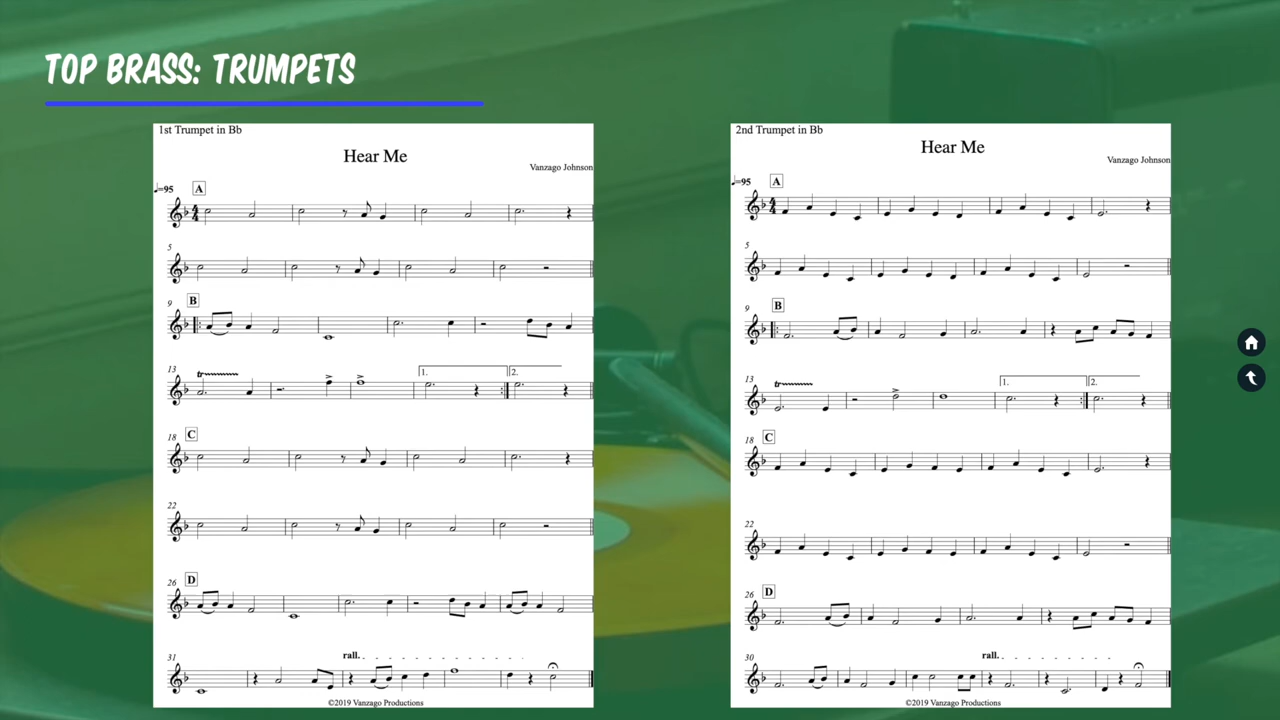 TOP BRASS: TRUMPETS
1st Trumpet in Bb
Hear Me
Vanzago Johnson
♩=95
A
5
9
B
13
tr
1.
2.
18
C
22
26
D
31
rall.
©2019 Vanzago Productions
2nd Trumpet in Bb
Hear Me
Vanzago Johnson
♩=95
A
5
9
B
13
tr
1.
2.
18
C
22
26
D
30
rall.
©2019 Vanzago Productions